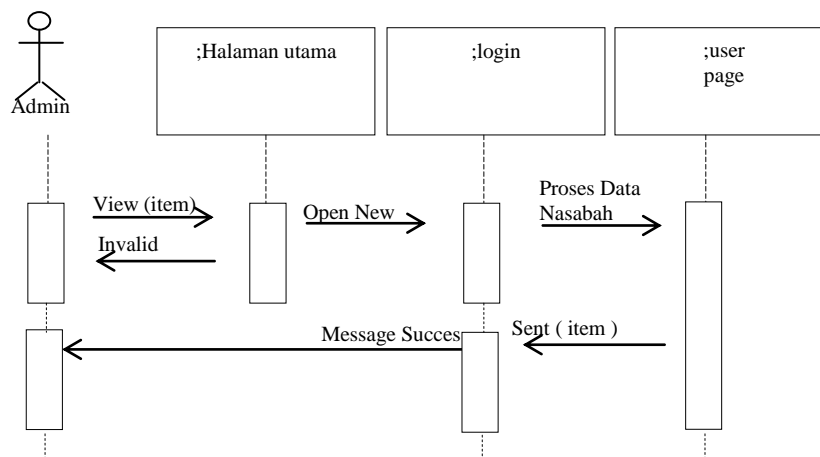 ;Halaman utama
;login
;user
page
Admin
View (item)
Open New
Proses Data
Nasabah
Invalid
Message Succes
Sent ( item )